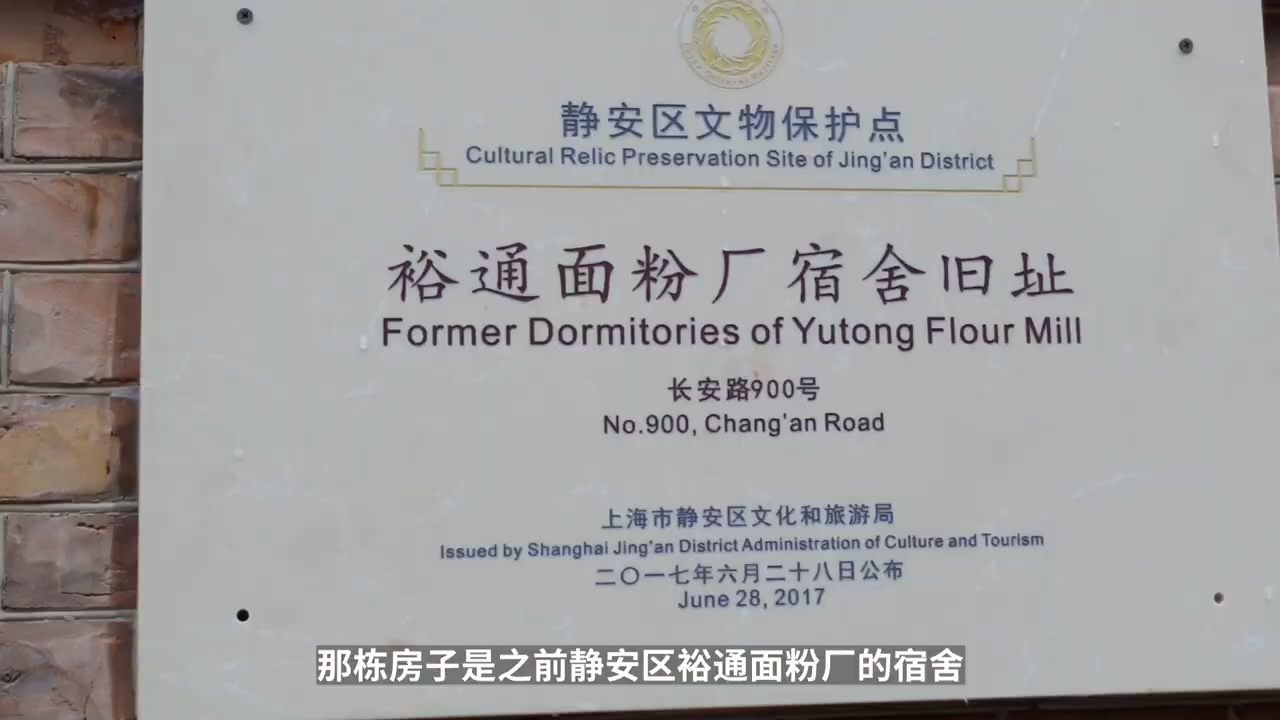 静安区文物保护点
Cultural Relic Preservation Site of Jing'an District
裕通面粉厂宿舍旧址
Former Dormitories of Yutong Flour Mill
长安路900号
No.900, Chang'an Road
上海市静安区文化和旅游局
Issued by Shanghai Jing'an District Administration of Culture and Tourism
二〇一七年六月二十八日公布
June 28, 2017
那栋房子是之前静安区裕通面粉厂的宿舍